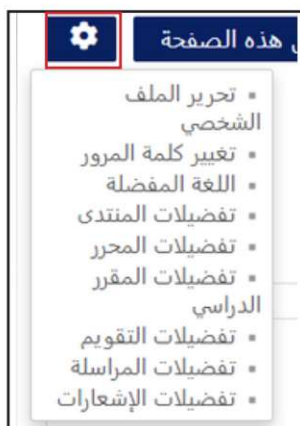 ى هذه الصفحة
تحرير الملف
الشخصي
تغيير كلمة المرور
اللغة المفضلة
تفضيلات المنتدى
تفضيلات المحرر
تفضيلات المقرر
الدراسي
تفضيلات التقويم
تفضيلات المراسلة
تفضيلات الإشعارات